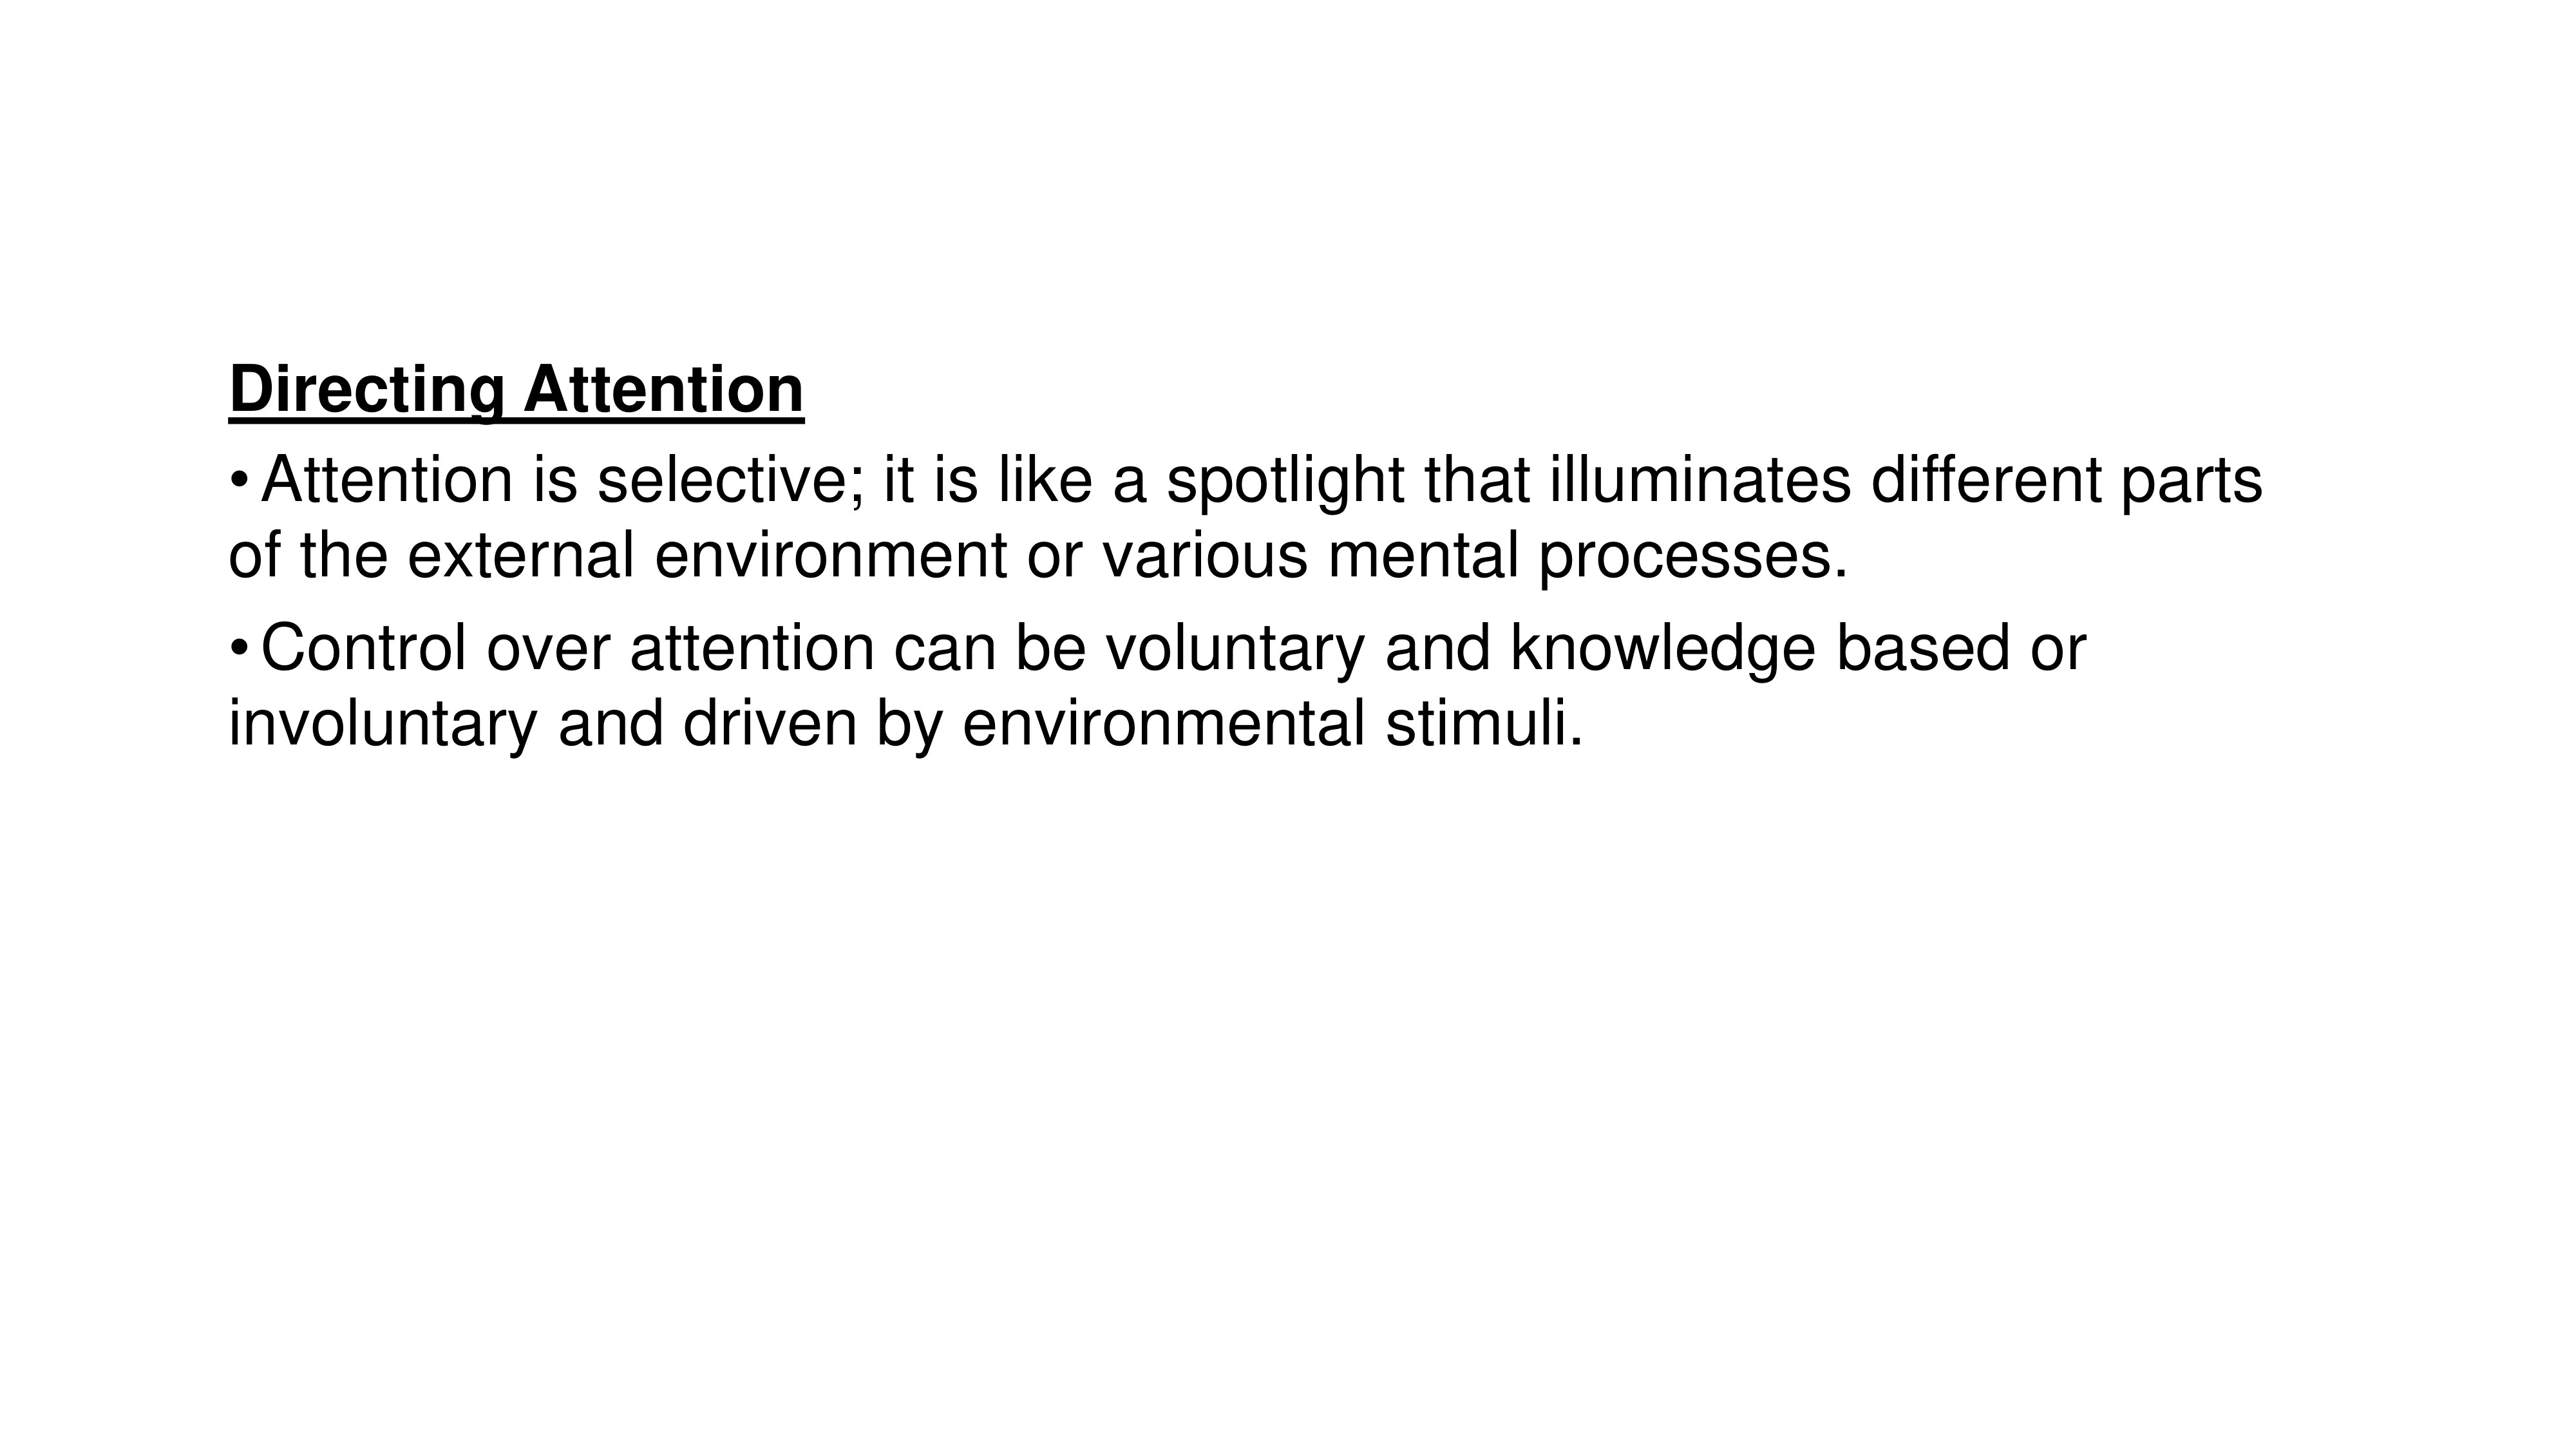 Directing Attention
• Attention is selective; it is like a spotlight that illuminates different parts
of the external environment or various mental processes.
• Control over attention can be voluntary and knowledge based or
involuntary and driven by environmental stimuli.